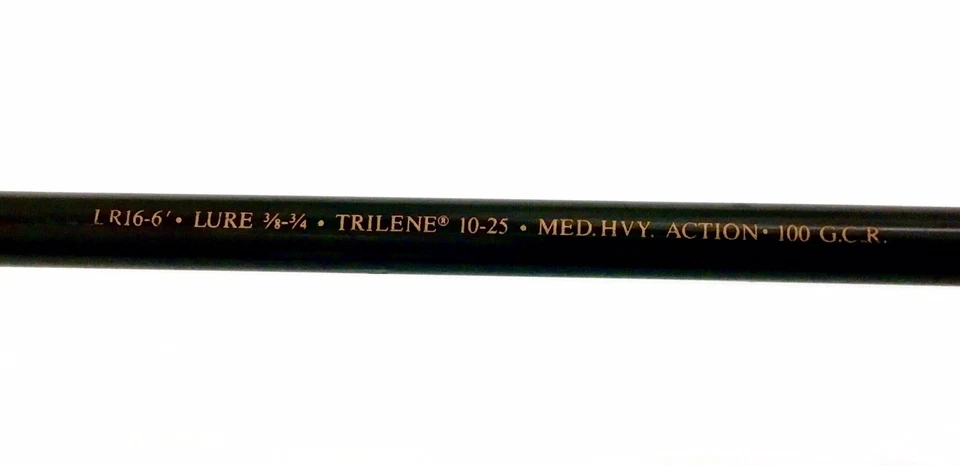 LR16-6' • LURE ⅜-¾ • TRILENE® 10-25 • MED. HVY. ACTION • 100 G.C.R.